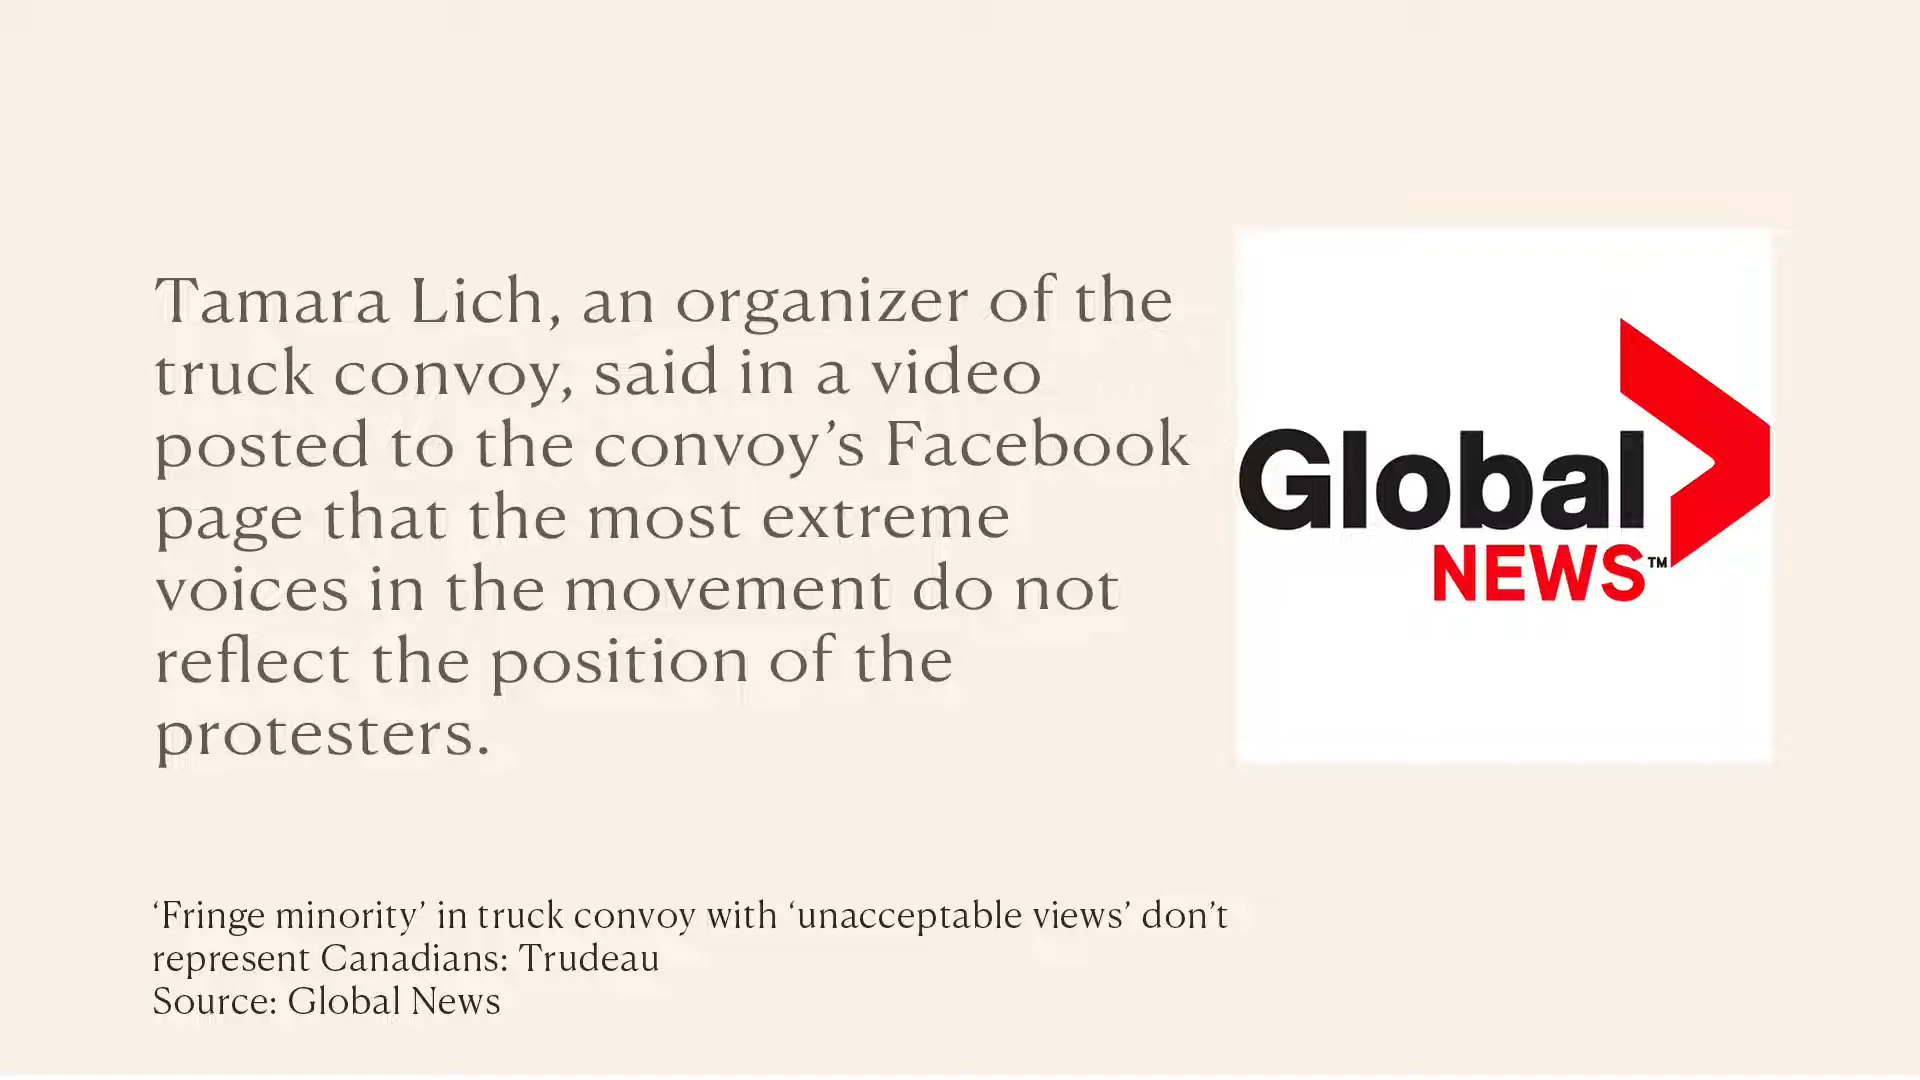 Tamara Lich, an organizer of the
truck convoy, said in a video
posted to the convoy’s Facebook
page that the most extreme
voices in the movement do not
reflect the position of the
protesters.
Global
NEWS™
‘Fringe minority’ in truck convoy with ‘unacceptable views’ don’t
represent Canadians: Trudeau
Source: Global News